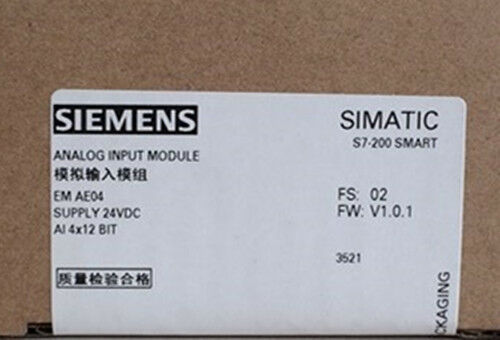 SIEMENS
SIMATIC
S7-200 SMART
ANALOG INPUT MODULE
模拟输入模组
EM AE04
SUPPLY 24VDC
AI 4x12 BIT
FS: 02
FW: V1.0.1
3521
质量检验合格